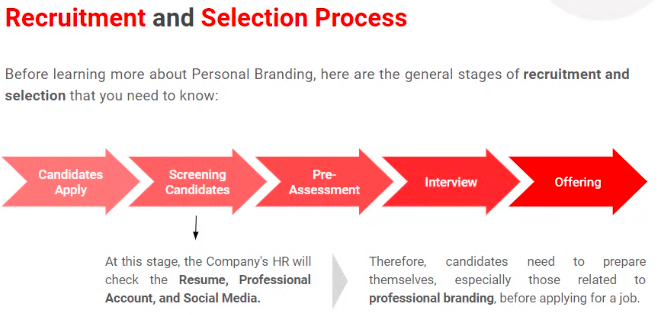 Recruitment and Selection Process
Before learning more about Personal Branding, here are the general stages of recruitment and
selection that you need to know:
Candidates
Apply
Screening
Candidates
Pre-
Assessment
Interview
Offering
At this stage, the Company's HR will
check the Resume, Professional
Account, and Social Media.
Therefore, candidates need to prepare
themselves, especially those related to
professional branding, before applying for a job.